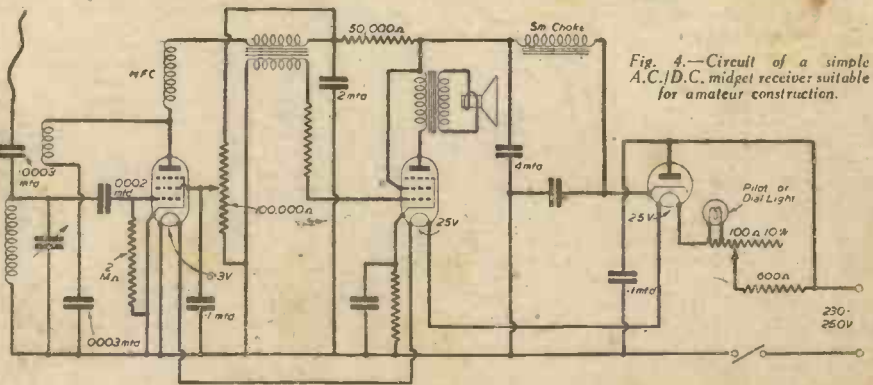 50,000Ω
Sm Choke
Fig. 4.—Circuit of a simple
A.C./D.C. midget receiver suitable
for amateur construction.
HFC
2 mfd
.0003
mfd
.0002
mfd
4 mfd
Pilot or
Dial Light
100,000Ω
25V
25V
100Ω 10W
2
MΩ
6·3V
·1 mfd
·1 mfd
600Ω
.0003 mfd
230-
250V